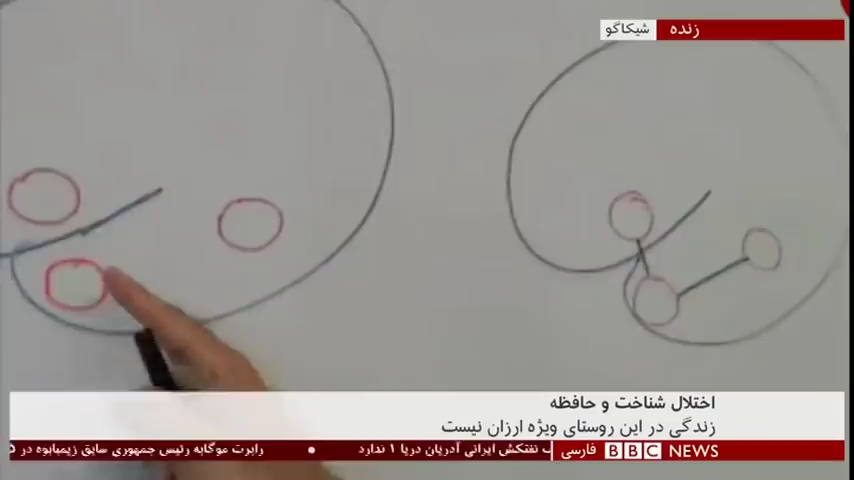 زنده شیکاگو
اختلال شناخت و حافظه
زندگی در این روستای ویژه ارزان نیست
BBC NEWS فارسی
نفتکش ایرانی آدریان دریا ۱ ندارد • رابرت موگابه رئیس جمهوری سابق زیمبابوه در